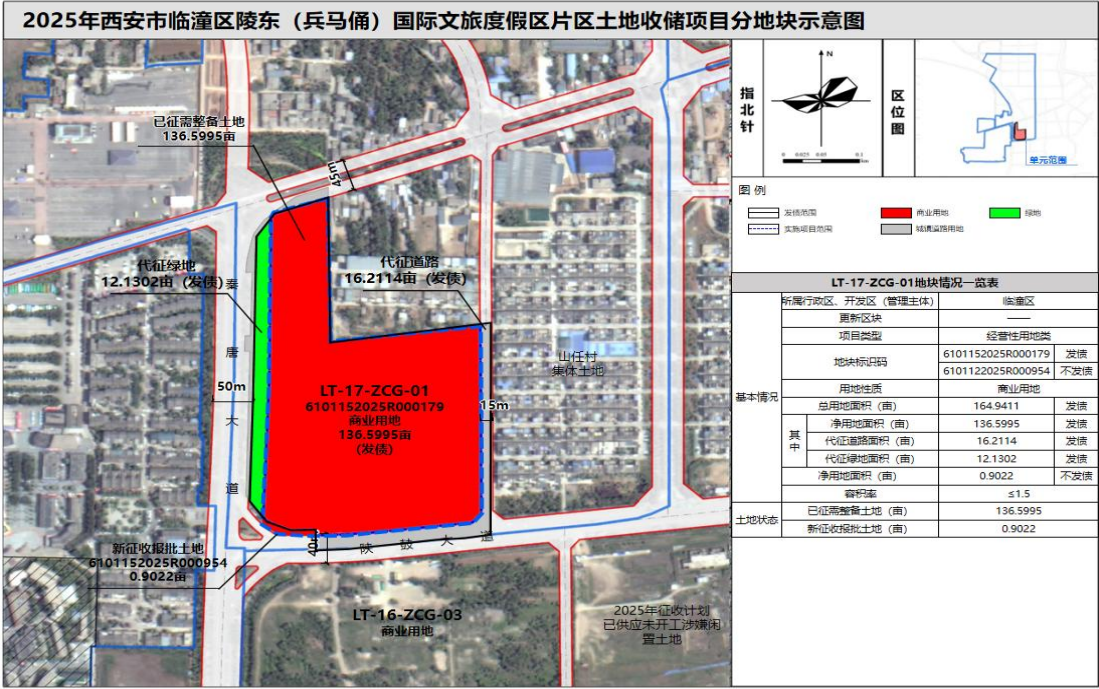 2025年西安市临潼区陵东（兵马俑）国际文旅度假区片区土地收储项目分地块示意图
已征需整备土地
136.5995亩
45m
代征绿地
12.1302亩（发债）
代征道路
16.2114亩（发债）
秦唐大道
50m
山任村
集体土地
LT-17-ZCG-01
6101152025R000179
商业用地
136.5995亩
(发债)
15m
新征收报批土地
6101152025R000954
0.9022亩
40m
陕鼓大道
LT-16-ZCG-03
商业用地
2025年征收计划
已供应未开工涉嫌闲
置土地
指北针
N
0 0.025 0.05 0.1
区位图
单元范围
图 例
发债范围 商业用地 绿地
实施项目范围 城镇道路用地
LT-17-ZCG-01地块情况一览表
基本情况
所属行政区、开发区（管理主体） 临潼区
更新区块 ——
项目类型 经营性用地类
地块标识码 6101152025R000179 发债
6101122025R000954 不发债
用地性质 商业用地
总用地面积（亩） 164.9411 发债
其中
净用地面积（亩） 136.5995 发债
代征道路面积（亩） 16.2114 发债
代征绿地面积（亩） 12.1302 发债
净用地面积（亩） 0.9022 不发债
容积率 ≤1.5
土地状态
已征需整备土地（亩） 136.5995
新征收报批土地（亩） 0.9022